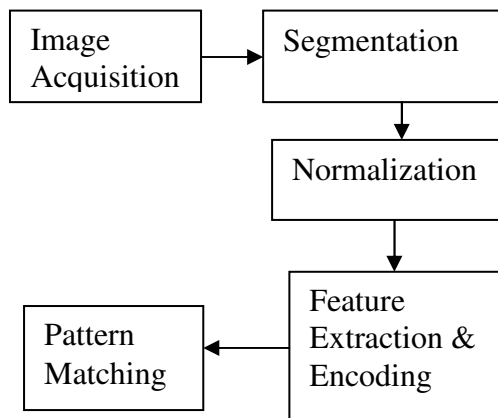 Image
Acquisition
Segmentation
Normalization
Feature
Extraction &
Encoding
Pattern
Matching